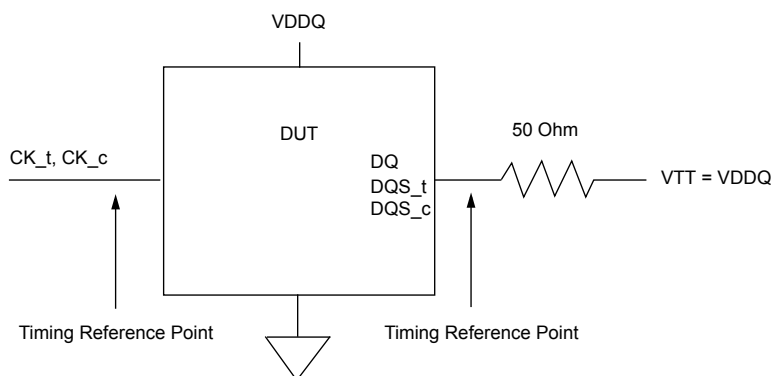 VDDQ
DUT
50 Ohm
CK_t, CK_c
DQ
DQS_t
DQS_c
VTT = VDDQ
Timing Reference Point
Timing Reference Point